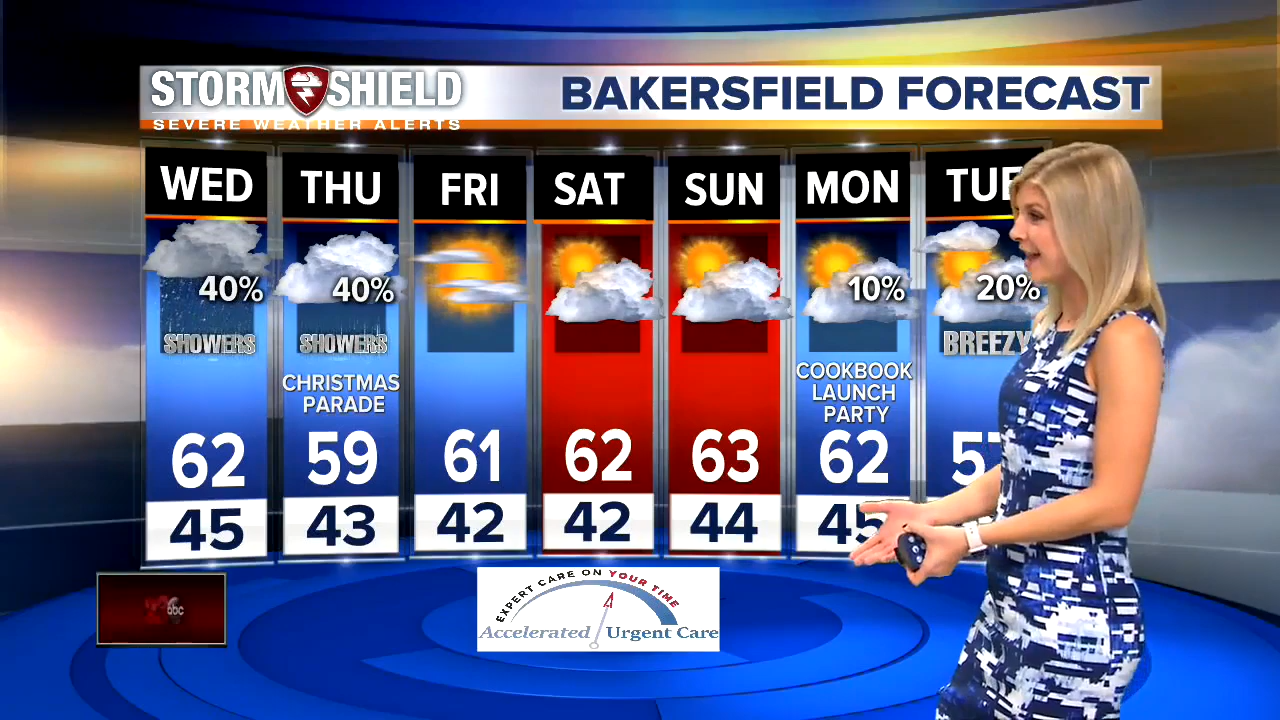 STORM SHIELD
SEVERE WEATHER ALERTS
BAKERSFIELD FORECAST
WED THU FRI SAT SUN MON
40% 40% 10% 20%
SHOWERS SHOWERS BREEZY
CHRISTMAS
PARADE
COOKBOOK
LAUNCH
PARTY
62 59 61 62 63 62
45 43 42 42 44 45
abc
EXPERT CARE ON YOUR TIME
Accelerated Urgent Care